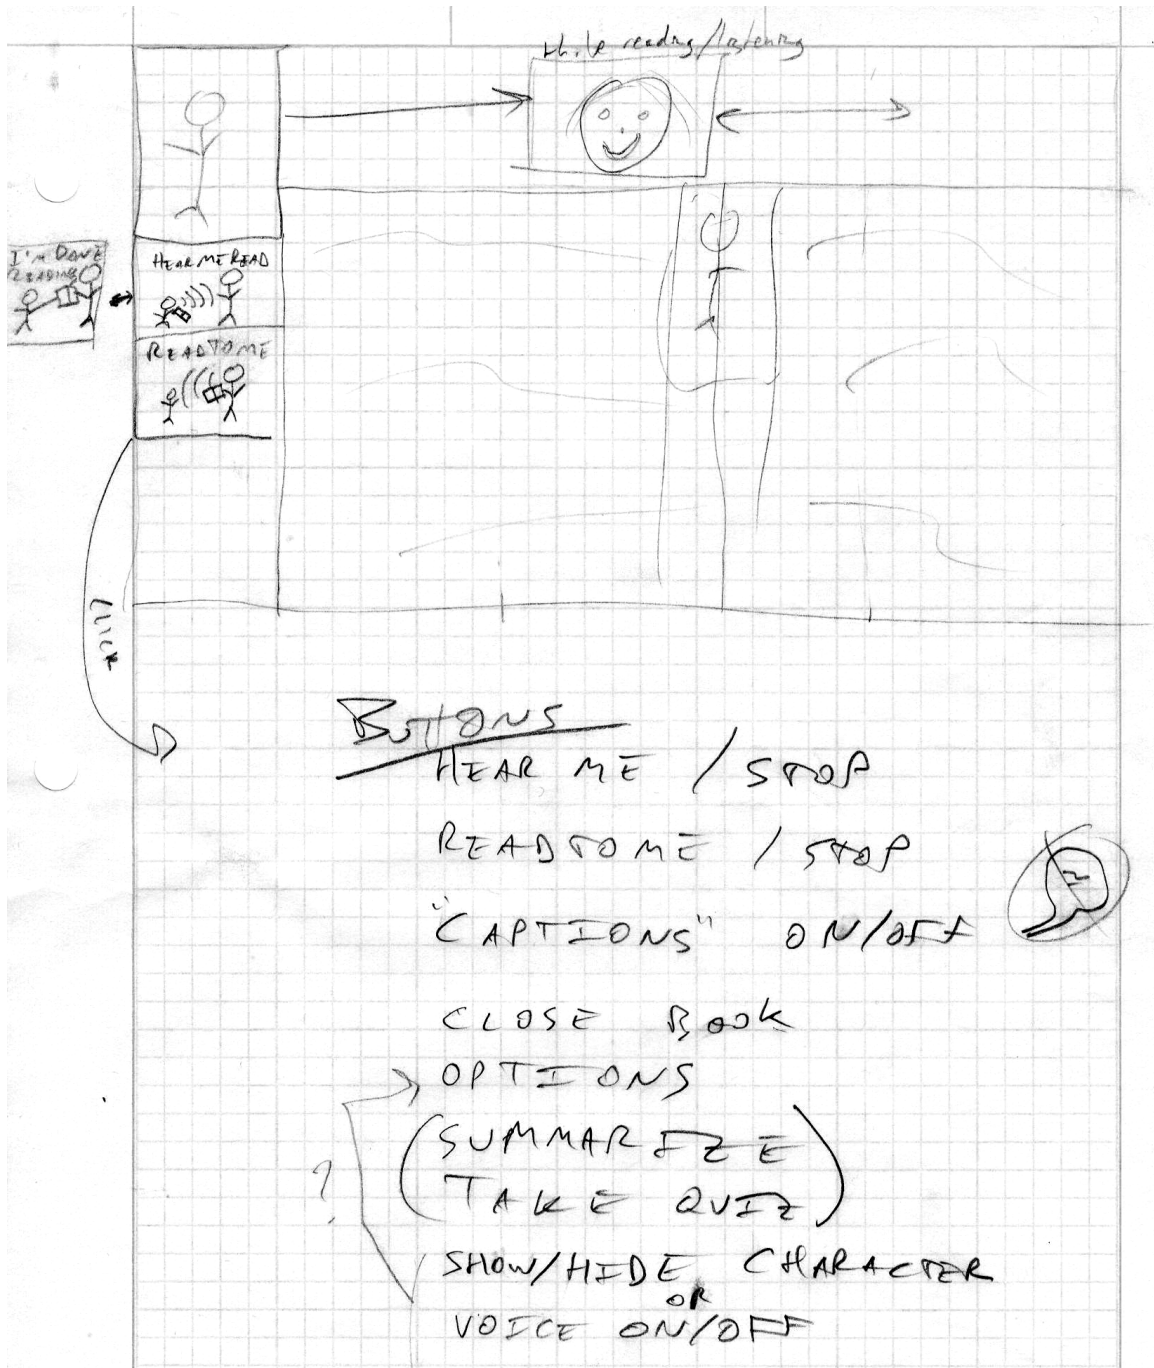 While reading/listening
I'm DONE
READING
HEAR ME READ
READ TO ME
CLICK
BUTTONS
HEAR ME / STOP
READ TO ME / STOP
"CAPTIONS" ON/OFF
CLOSE BOOK
OPTIONS
(SUMMARIZE
TAKE QUIZ)
?
SHOW/HIDE CHARACTER
OR
VOICE ON/OFF